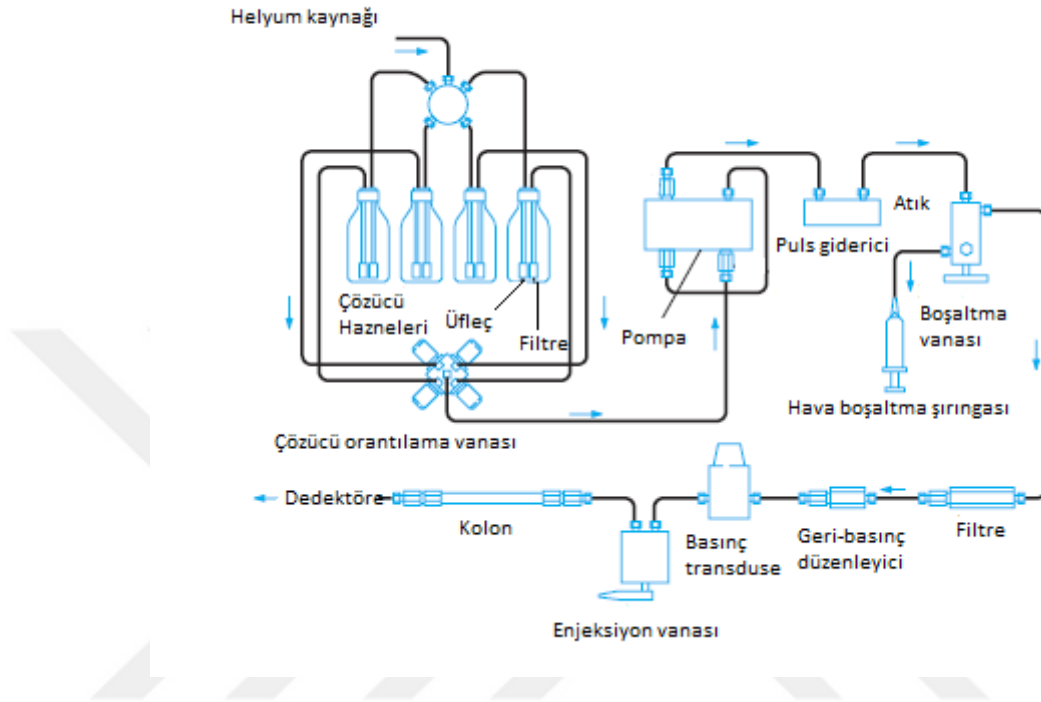 Helyum kaynağı
Çözücü
Hazneleri
Üfleç
Filtre
Pompa
Puls giderici
Atık
Boşaltma
vanası
Hava boşaltma şırıngası
Çözücü orantılama vanası
Dedektöre
Kolon
Enjeksiyon vanası
Basınç
transduse
Geri-basınç
düzenleyici
Filtre